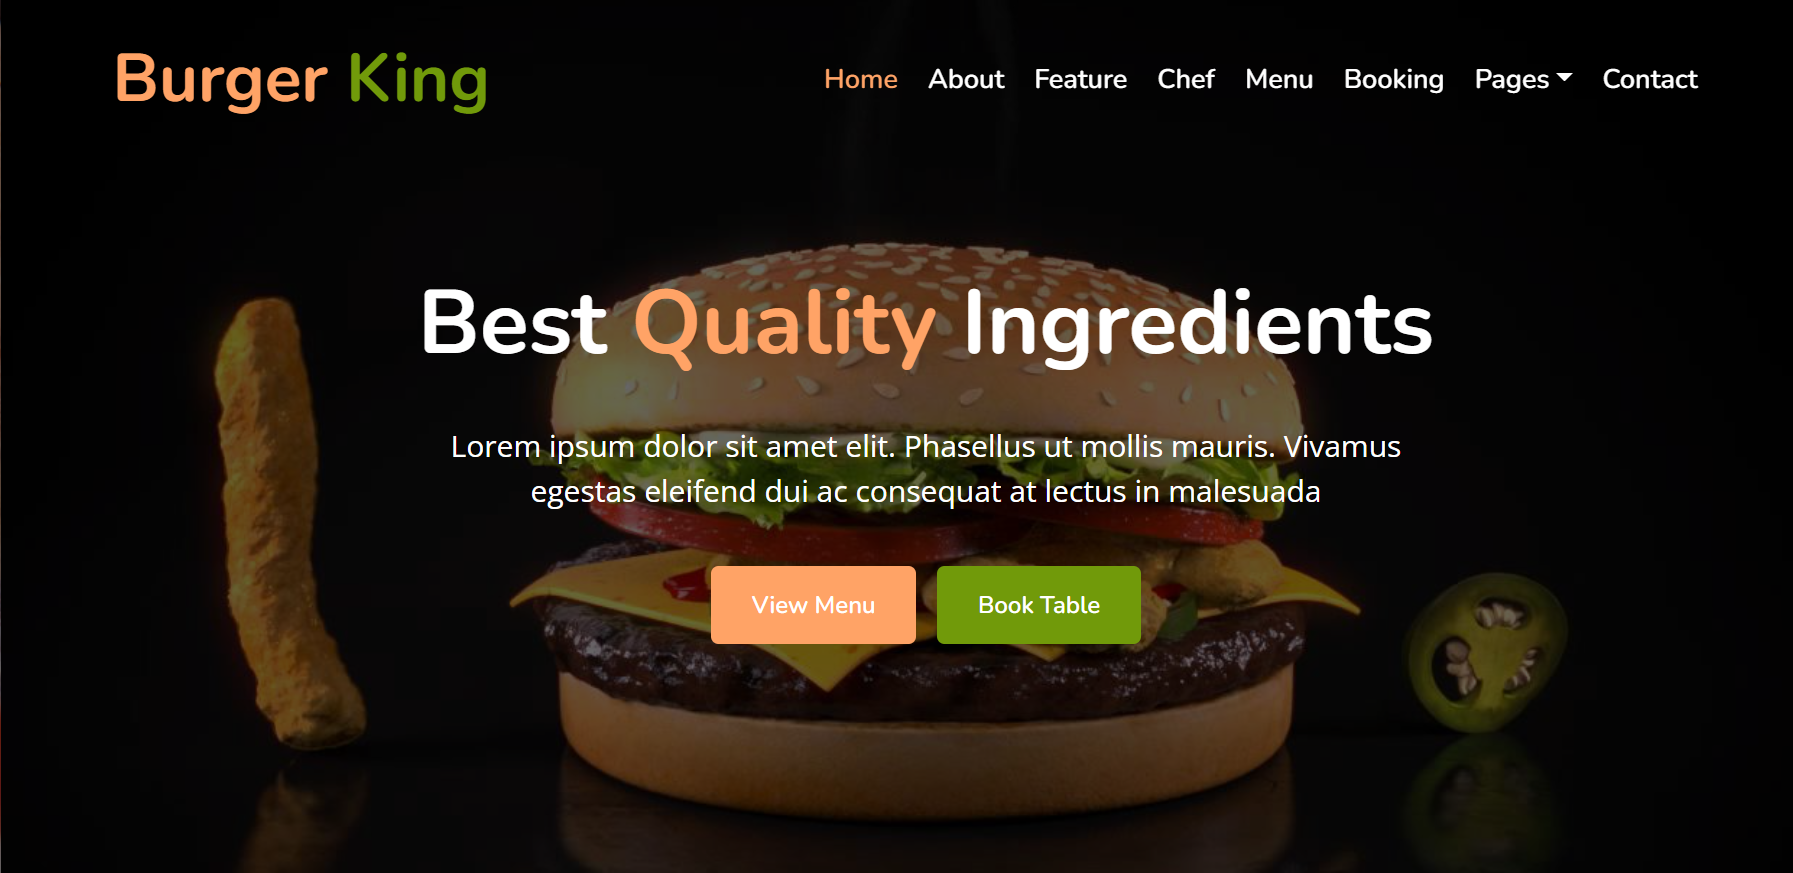 Burger King
Home About Feature Chef Menu Booking Pages Contact
Best Quality Ingredients
Lorem ipsum dolor sit amet elit. Phasellus ut mollis mauris. Vivamus
egestas eleifend dui ac consequat at lectus in malesuada
View Menu Book Table